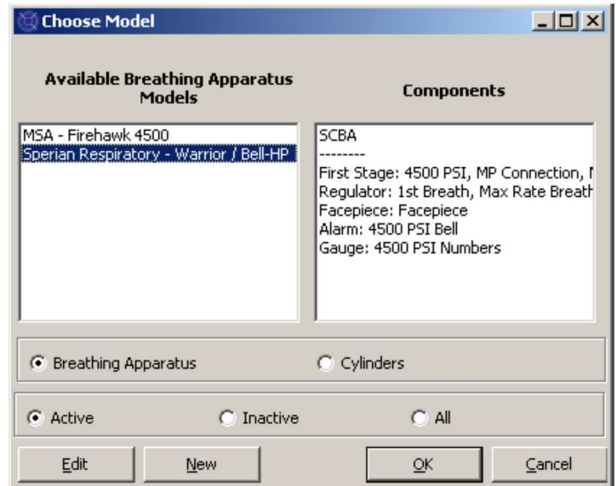 Choose Model
Available Breathing Apparatus
Models
Components
MSA - Firehawk 4500
Sperian Respiratory - Warrior / Bell-HP
SCBA
--------
First Stage: 4500 PSI, MP Connection,
Regulator: 1st Breath, Max Rate Breath
Facepiece: Facepiece
Alarm: 4500 PSI Bell
Gauge: 4500 PSI Numbers
Breathing Apparatus
Cylinders
Active
Inactive
All
Edit
New
OK
Cancel